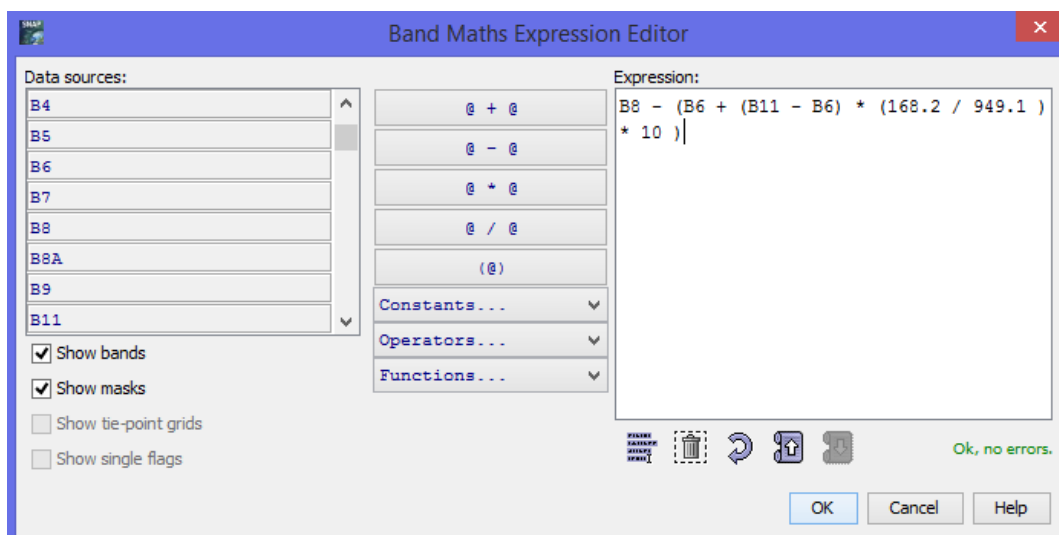 SNAP
Band Maths Expression Editor
Data sources:
B4
B5
B6
B7
B8
B8A
B9
B11
Show bands
Show masks
Show tie-point grids
Show single flags
@ + @
@ - @
@ * @
@ / @
(@)
Constants...
Operators...
Functions...
Expression:
B8 - (B6 + (B11 - B6) * (168.2 / 949.1 )
* 10 )
Ok, no errors.
OK
Cancel
Help